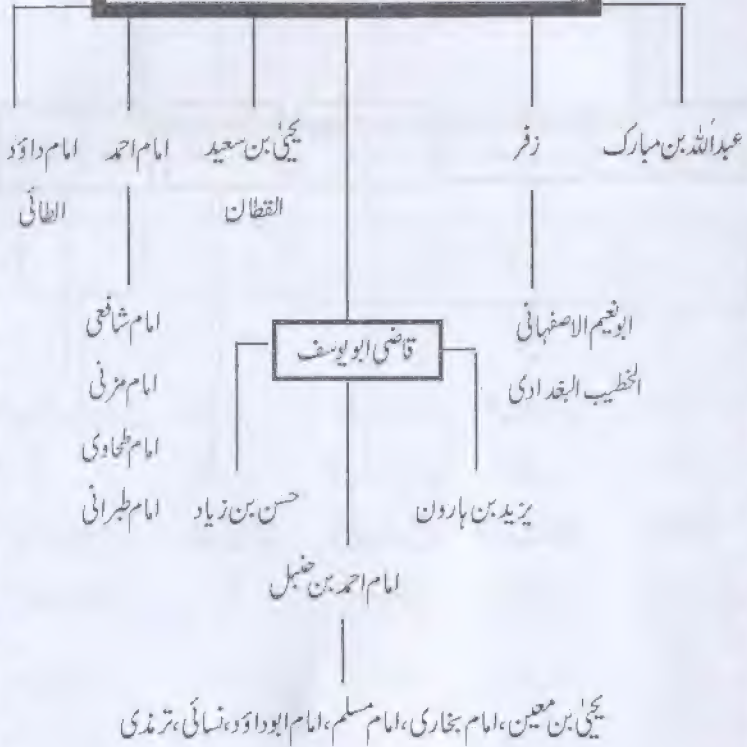 عبداللہ بن مبارک
زفر
یحییٰ بن سعید
القطان
امام احمد
امام داؤد
الطائی
ابونعیم الاصفہانی
الخطیب البغدادی
قاضی ابو یوسف
امام شافعی
امام مزنی
امام طحاوی
امام طبرانی
یزید بن ہارون
حسن بن زیاد
امام احمد بن حنبل
یحییٰ بن معین، امام بخاری، امام مسلم، امام ابوداؤد، نسائی، ترمذی